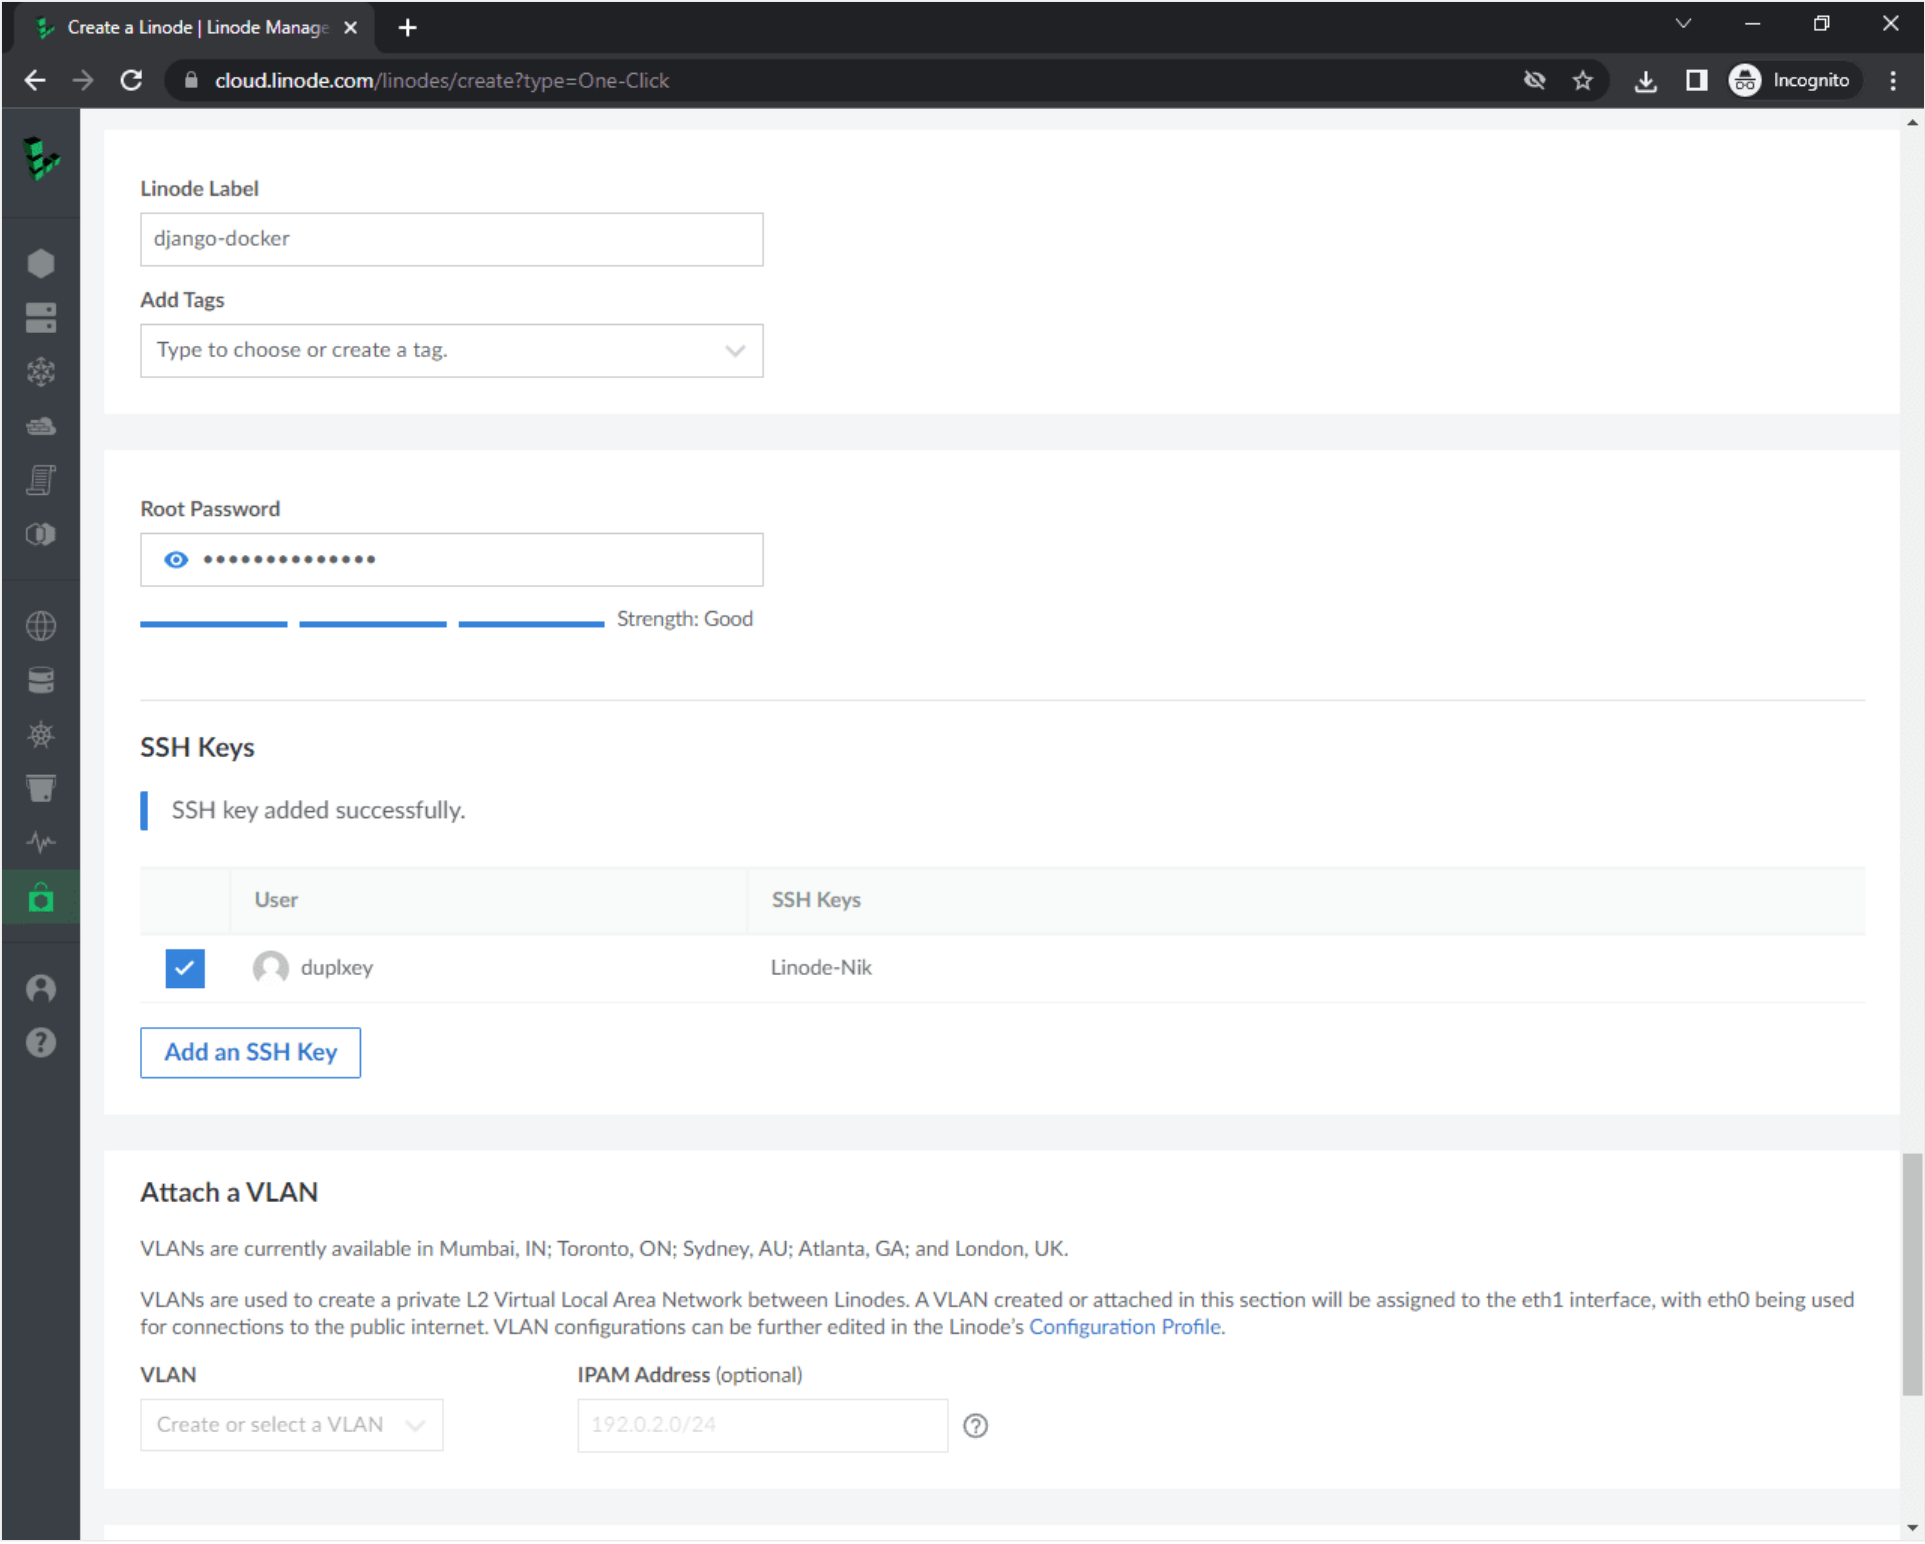 Create a Linode | Linode Manage
cloud.linode.com/linodes/create?type=One-Click
Incognito
Linode Label
django-docker
Add Tags
Type to choose or create a tag.
Root Password
••••••••••••••
Strength: Good
SSH Keys
SSH key added successfully.
User SSH Keys
duplxey Linode-Nik
Add an SSH Key
Attach a VLAN
VLANs are currently available in Mumbai, IN; Toronto, ON; Sydney, AU; Atlanta, GA; and London, UK.
VLANs are used to create a private L2 Virtual Local Area Network between Linodes. A VLAN created or attached in this section will be assigned to the eth1 interface, with eth0 being used
for connections to the public internet. VLAN configurations can be further edited in the Linode's Configuration Profile.
VLAN IPAM Address (optional)
Create or select a VLAN 192.0.2.0/24